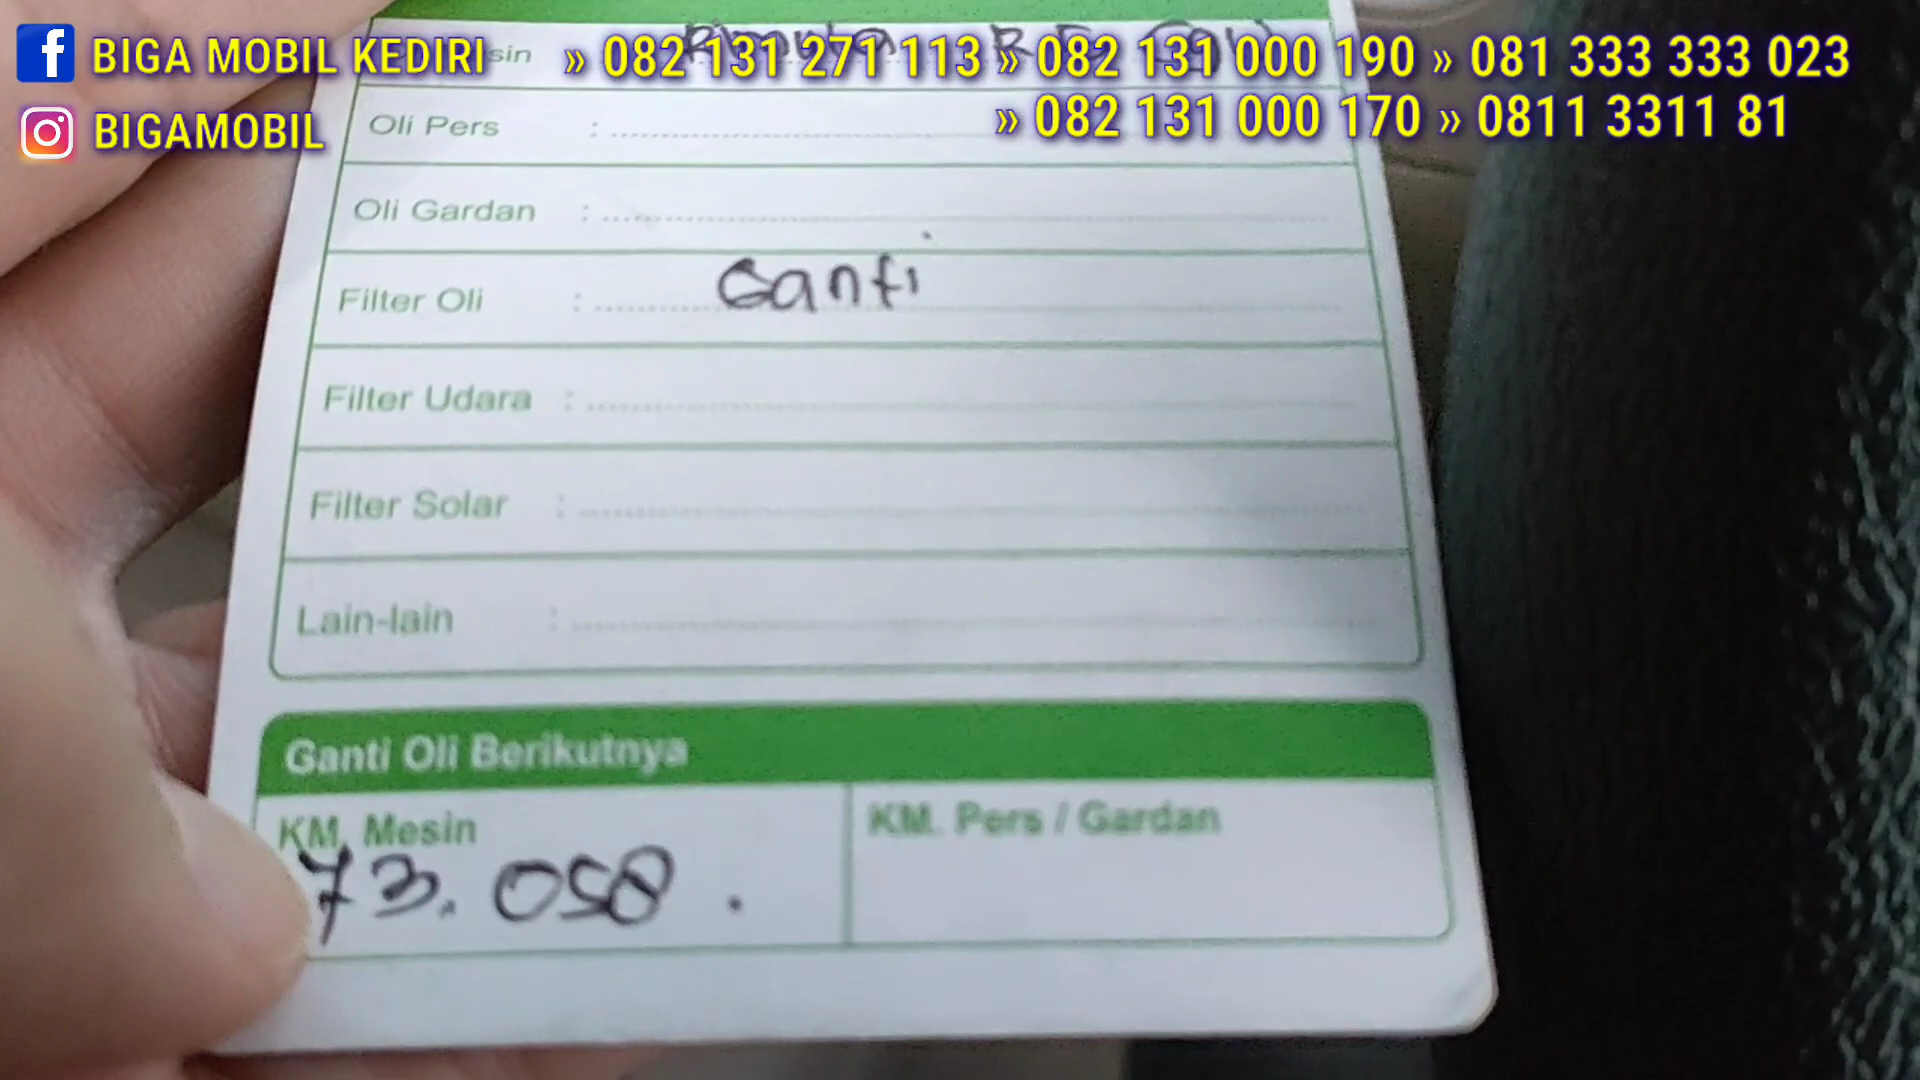 BIGA MOBIL KEDIRI » 082 131 271 113 » 082 131 000 190 » 081 333 333 023
BIGAMOBIL » 082 131 000 170 » 0811 3311 81
Oli Pers :
Oli Gardan :
Filter Oli : Ganti
Filter Udara :
Filter Solar :
Lain-lain :
Ganti Oli Berikutnya
KM. Mesin KM. Pers / Gardan
73.058.